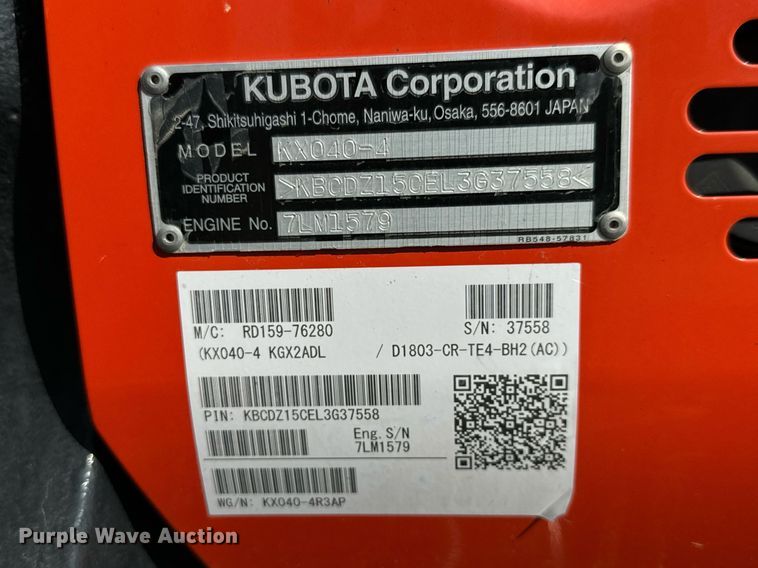 KUBOTA Corporation
2-47, Shikitsuhigashi 1-Chome, Naniwa-ku, Osaka, 556-8601 JAPAN
MODEL KX040-4
PRODUCT IDENTIFICATION NUMBER >KBCDZ15CEL3G37558<
ENGINE No. 7LM1579
RB548-57831
M/C: RD159-76280 S/N: 37558
(KX040-4 KGX2ADL / D1803-CR-TE4-BH2(AC))
PIN: KBCDZ15CEL3G37558
Eng.S/N
7LM1579
WG/N: KX040-4R3AP
Purple Wave Auction